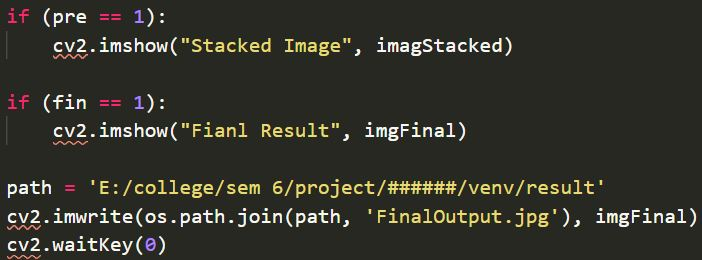 if (pre == 1):
    cv2.imshow("Stacked Image", imagStacked)
if (fin == 1):
    cv2.imshow("Fianl Result", imgFinal)
path = 'E:/college/sem 6/project/######/venv/result'
cv2.imwrite(os.path.join(path, 'FinalOutput.jpg'), imgFinal)
cv2.waitKey(0)